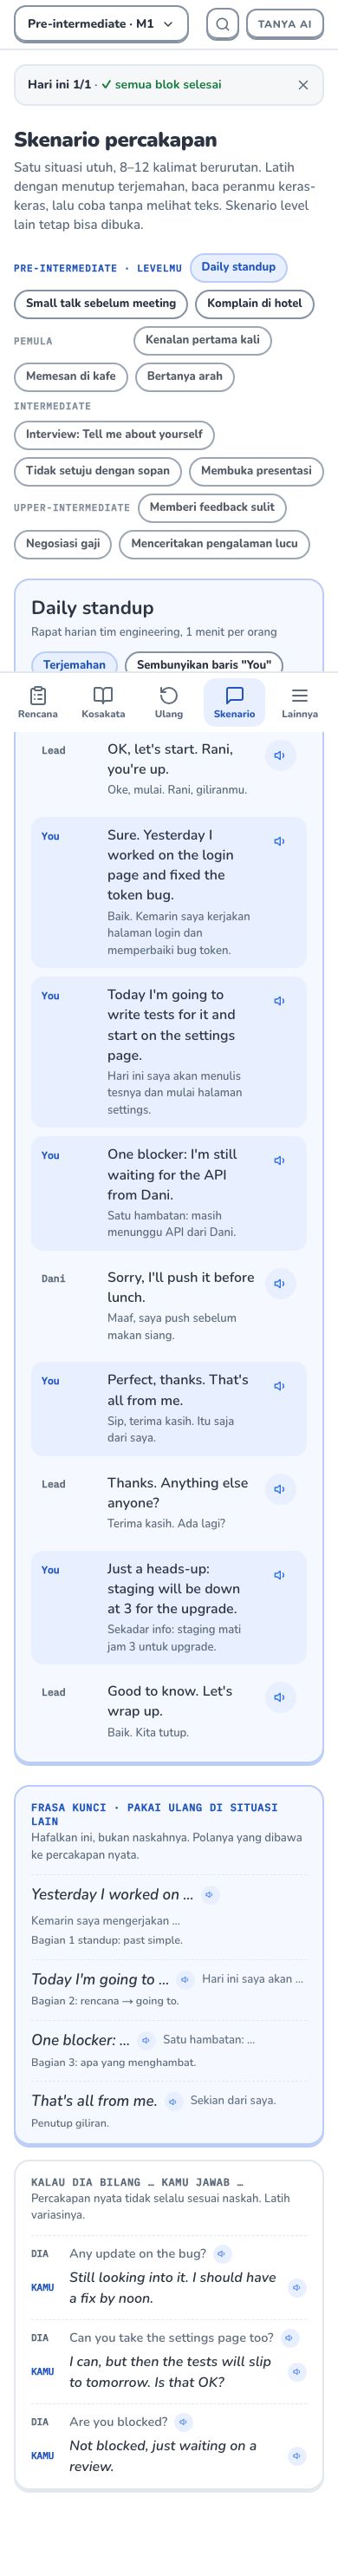 Pre-intermediate · M1
TANYA AI
Hari ini 1/1 · ✓ semua blok selesai
Skenario percakapan
Satu situasi utuh, 8–12 kalimat berurutan. Latih
dengan menutup terjemahan, baca peranmu keras-
keras, lalu coba tanpa melihat teks. Skenario level
lain tetap bisa dibuka.
PRE-INTERMEDIATE · LEVELMU Daily standup
Small talk sebelum meeting Komplain di hotel
PEMULA Kenalan pertama kali
Memesan di kafe Bertanya arah
INTERMEDIATE
Interview: Tell me about yourself
Tidak setuju dengan sopan Membuka presentasi
UPPER-INTERMEDIATE Memberi feedback sulit
Negosiasi gaji Menceritakan pengalaman lucu
Daily standup
Rapat harian tim engineering, 1 menit per orang
Terjemahan Sembunyikan baris "You"
Rencana Kosakata Ulang Skenario Lainnya
Lead OK, let's start. Rani,
you're up.
Oke, mulai. Rani, giliranmu.
You Sure. Yesterday I
worked on the login
page and fixed the
token bug.
Baik. Kemarin saya kerjakan
halaman login dan
memperbaiki bug token.
You Today I'm going to
write tests for it and
start on the settings
page.
Hari ini saya akan menulis
tesnya dan mulai halaman
settings.
You One blocker: I'm still
waiting for the API
from Dani.
Satu hambatan: masih
menunggu API dari Dani.
Dani Sorry, I'll push it before
lunch.
Maaf, saya push sebelum
makan siang.
You Perfect, thanks. That's
all from me.
Sip, terima kasih. Itu saja
dari saya.
Lead Thanks. Anything else
anyone?
Terima kasih. Ada lagi?
You Just a heads-up:
staging will be down
at 3 for the upgrade.
Sekadar info: staging mati
jam 3 untuk upgrade.
Lead Good to know. Let's
wrap up.
Baik. Kita tutup.
FRASA KUNCI · PAKAI ULANG DI SITUASI
LAIN
Hafalkan ini, bukan naskahnya. Polanya yang dibawa
ke percakapan nyata.
Yesterday I worked on ...
Kemarin saya mengerjakan ...
Bagian 1 standup: past simple.
Today I'm going to ... Hari ini saya akan ...
Bagian 2: rencana → going to.
One blocker: ... Satu hambatan: ...
Bagian 3: apa yang menghambat.
That's all from me. Sekian dari saya.
Penutup giliran.
KALAU DIA BILANG … KAMU JAWAB …
Percakapan nyata tidak selalu sesuai naskah. Latih
variasinya.
DIA Any update on the bug?
KAMU Still looking into it. I should have
a fix by noon.
DIA Can you take the settings page too?
KAMU I can, but then the tests will slip
to tomorrow. Is that OK?
DIA Are you blocked?
KAMU Not blocked, just waiting on a
review.